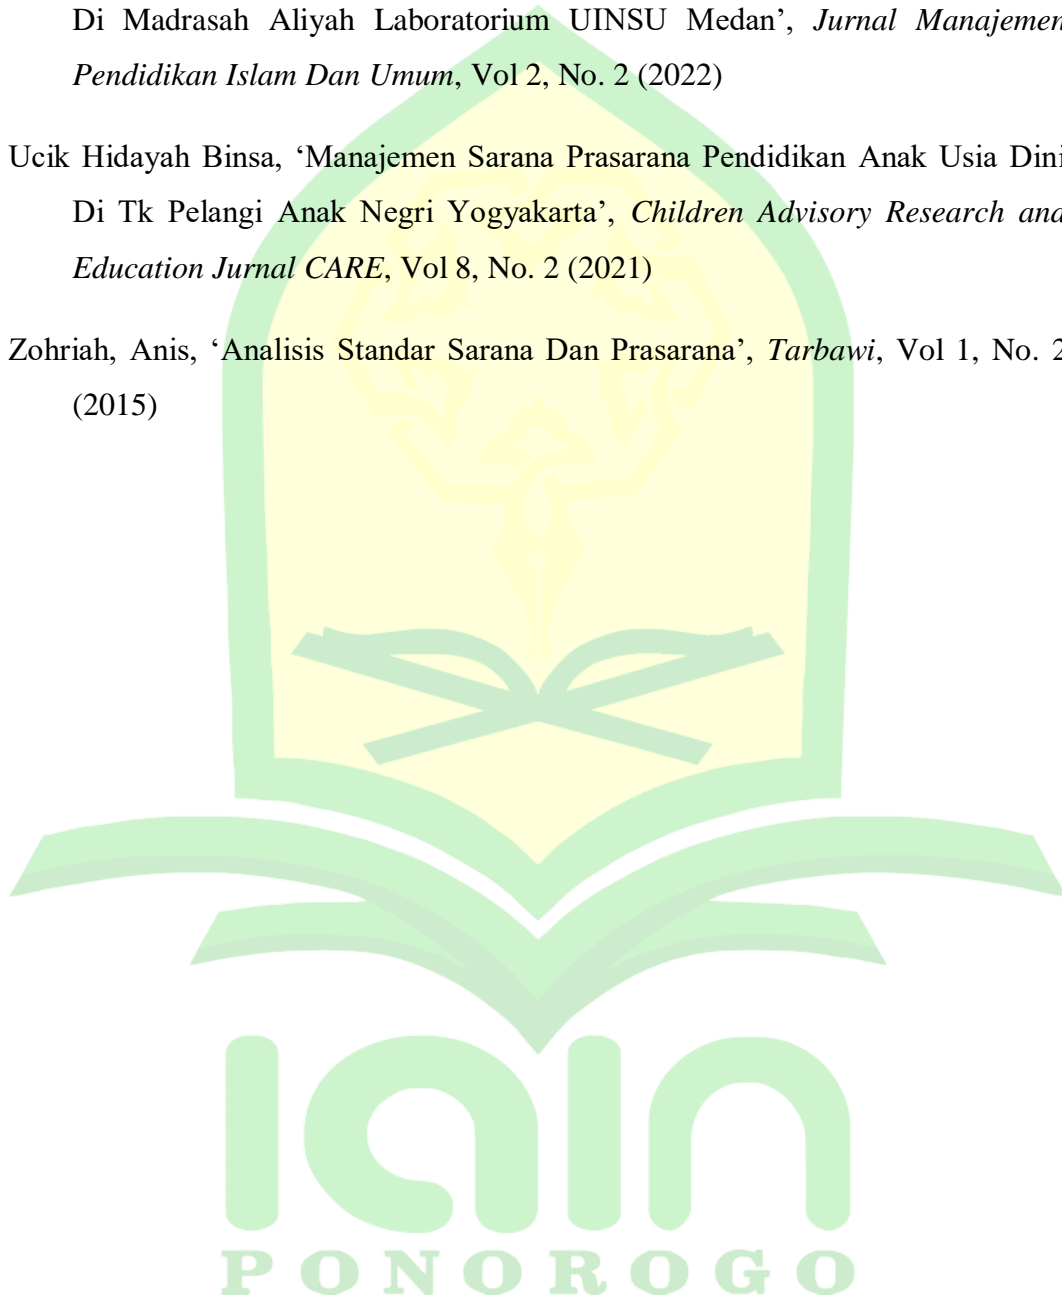 Di Madrasah Aliyah Laboratorium UINSU Medan’, Jurnal Manajemen
Pendidikan Islam Dan Umum, Vol 2, No. 2 (2022)
Ucik Hidayah Binsa, ‘Manajemen Sarana Prasarana Pendidikan Anak Usia Dini
Di Tk Pelangi Anak Negri Yogyakarta’, Children Advisory Research and
Education Jurnal CARE, Vol 8, No. 2 (2021)
Zohriah, Anis, ‘Analisis Standar Sarana Dan Prasarana’, Tarbawi, Vol 1, No. 2
(2015)
iain
PONOROGO